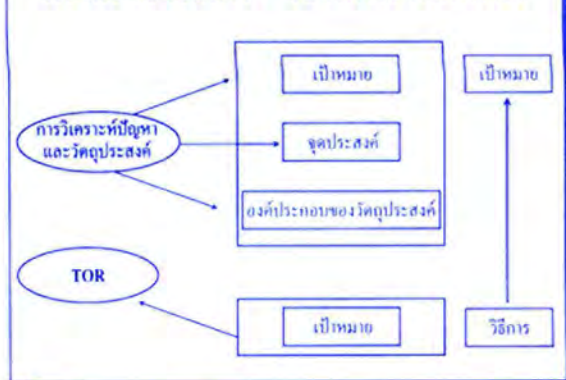 เป้าหมาย
เป้าหมาย
การวิเคราะห์ปัญหา
และวัตถุประสงค์
จุดประสงค์
องค์ประกอบของวัตถุประสงค์
TOR
เป้าหมาย
วิธีการ